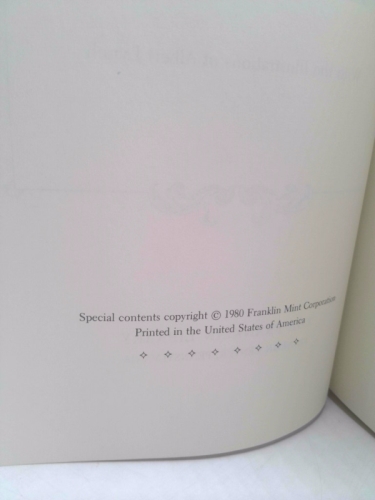 Special contents copyright © 1980 Franklin Mint Corporation
Printed in the United States of America